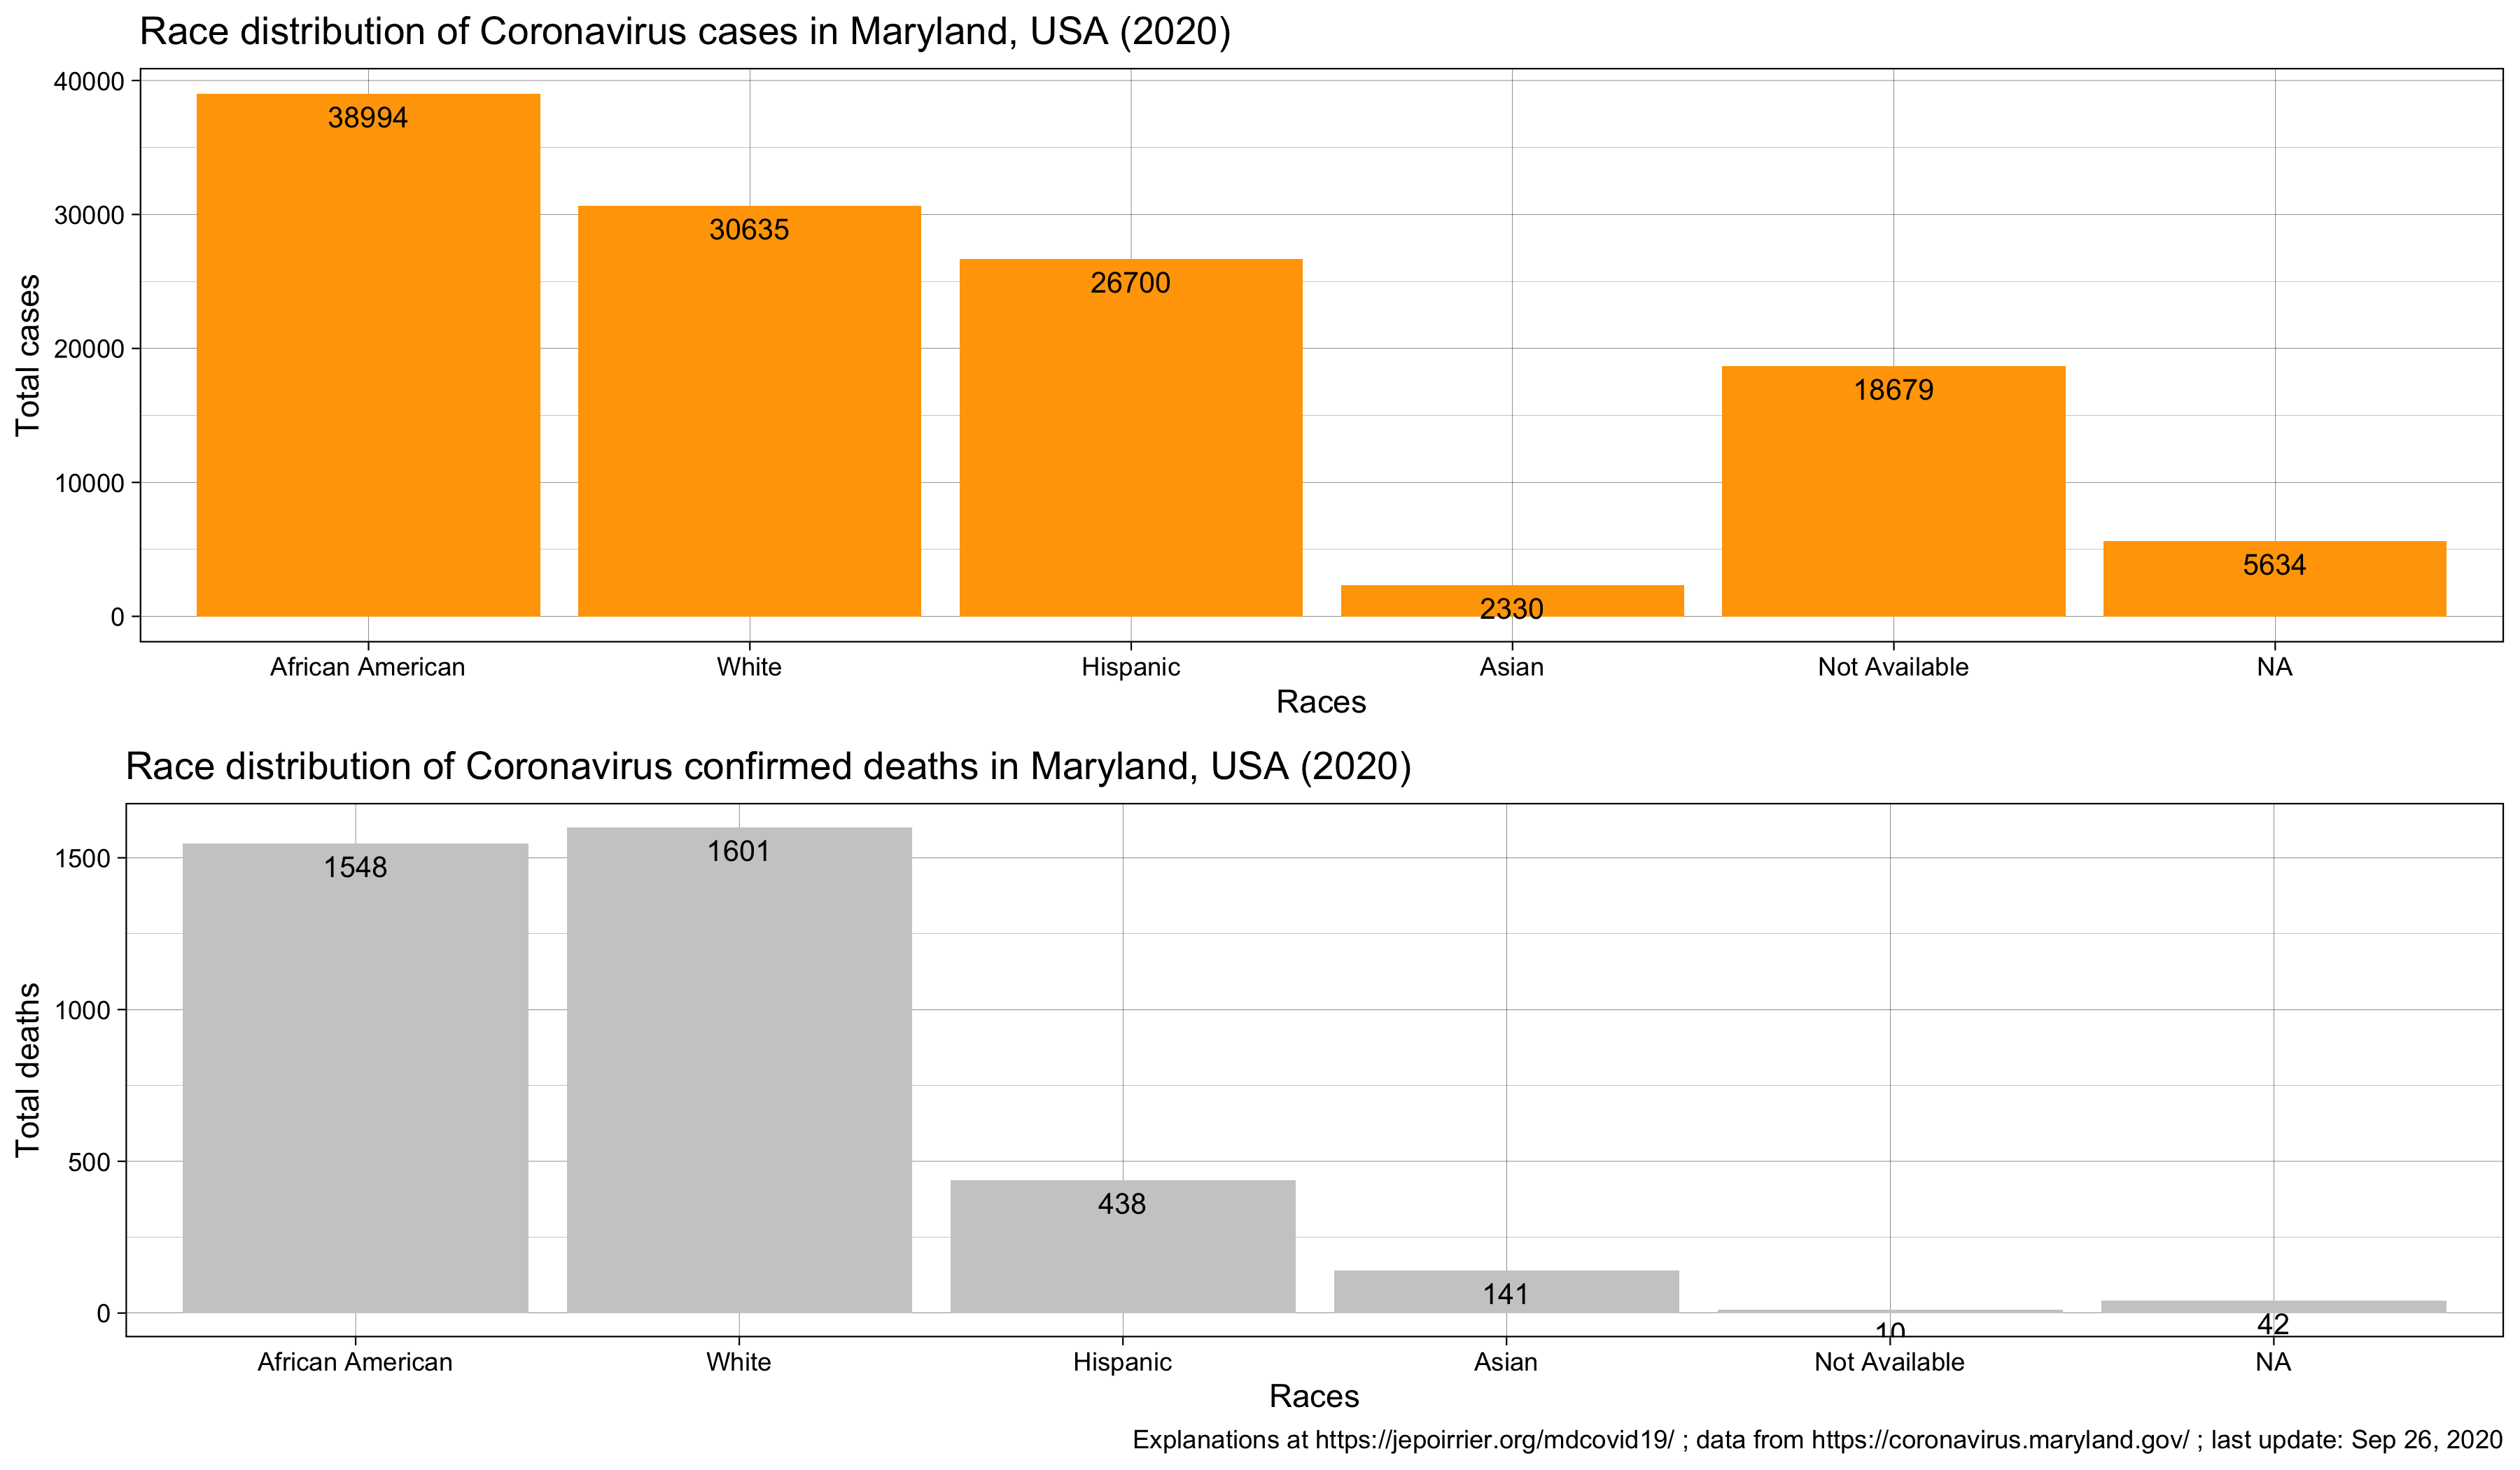 Race distribution of Coronavirus cases in Maryland, USA (2020)
40000
30000
20000
10000
0
Total cases
38994
30635
26700
2330
18679
5634
African American
White
Hispanic
Asian
Not Available
NA
Races
Race distribution of Coronavirus confirmed deaths in Maryland, USA (2020)
1500
1000
500
0
Total deaths
1548
1601
438
141
10
42
African American
White
Hispanic
Asian
Not Available
NA
Races
Explanations at https://jepoirrier.org/mdcovid19/ ; data from https://coronavirus.maryland.gov/ ; last update: Sep 26, 2020